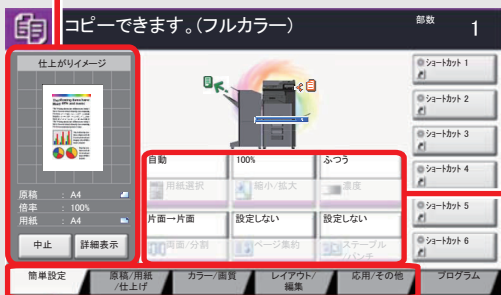 コピーできます。(フルカラー)
部数
1
仕上がりイメージ
原稿 : A4
倍率 : 100%
用紙 : A4
中止
詳細表示
自動
用紙選択
100%
縮小/拡大
ふつう
濃度
片面→片面
両面/分割
設定しない
ページ集約
設定しない
ステープル
/パンチ
ショートカット 1
ショートカット 2
ショートカット 3
ショートカット 4
ショートカット 5
ショートカット 6
簡単設定
原稿/用紙
/仕上げ
カラー/画質
レイアウト/
編集
応用/その他
プログラム